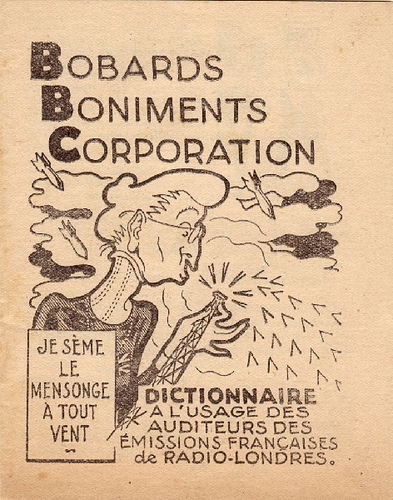 BOBARDS
BONIMENTS
CORPORATION
JE SÈME
LE
MENSONGE
À TOUT
VENT
DICTIONNAIRE
A L'USAGE DES
AUDITEURS DES
ÉMISSIONS FRANÇAISES
de RADIO-LONDRES.